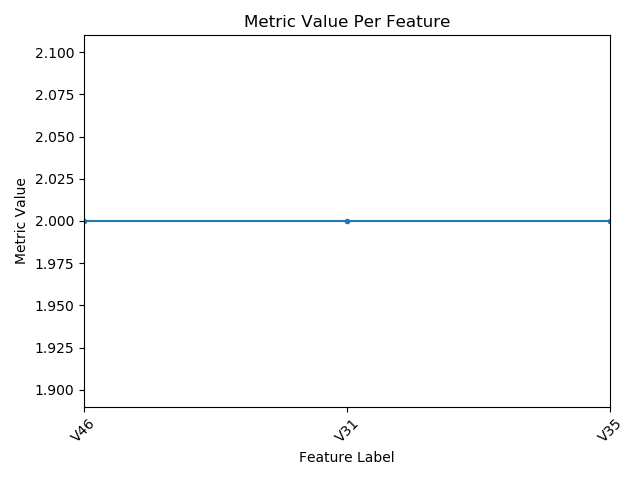 Metric Value Per Feature
2.100
2.075
2.050
2.025
2.000
1.975
1.950
1.925
1.900
Metric Value
V46
V31
V35
Feature Label